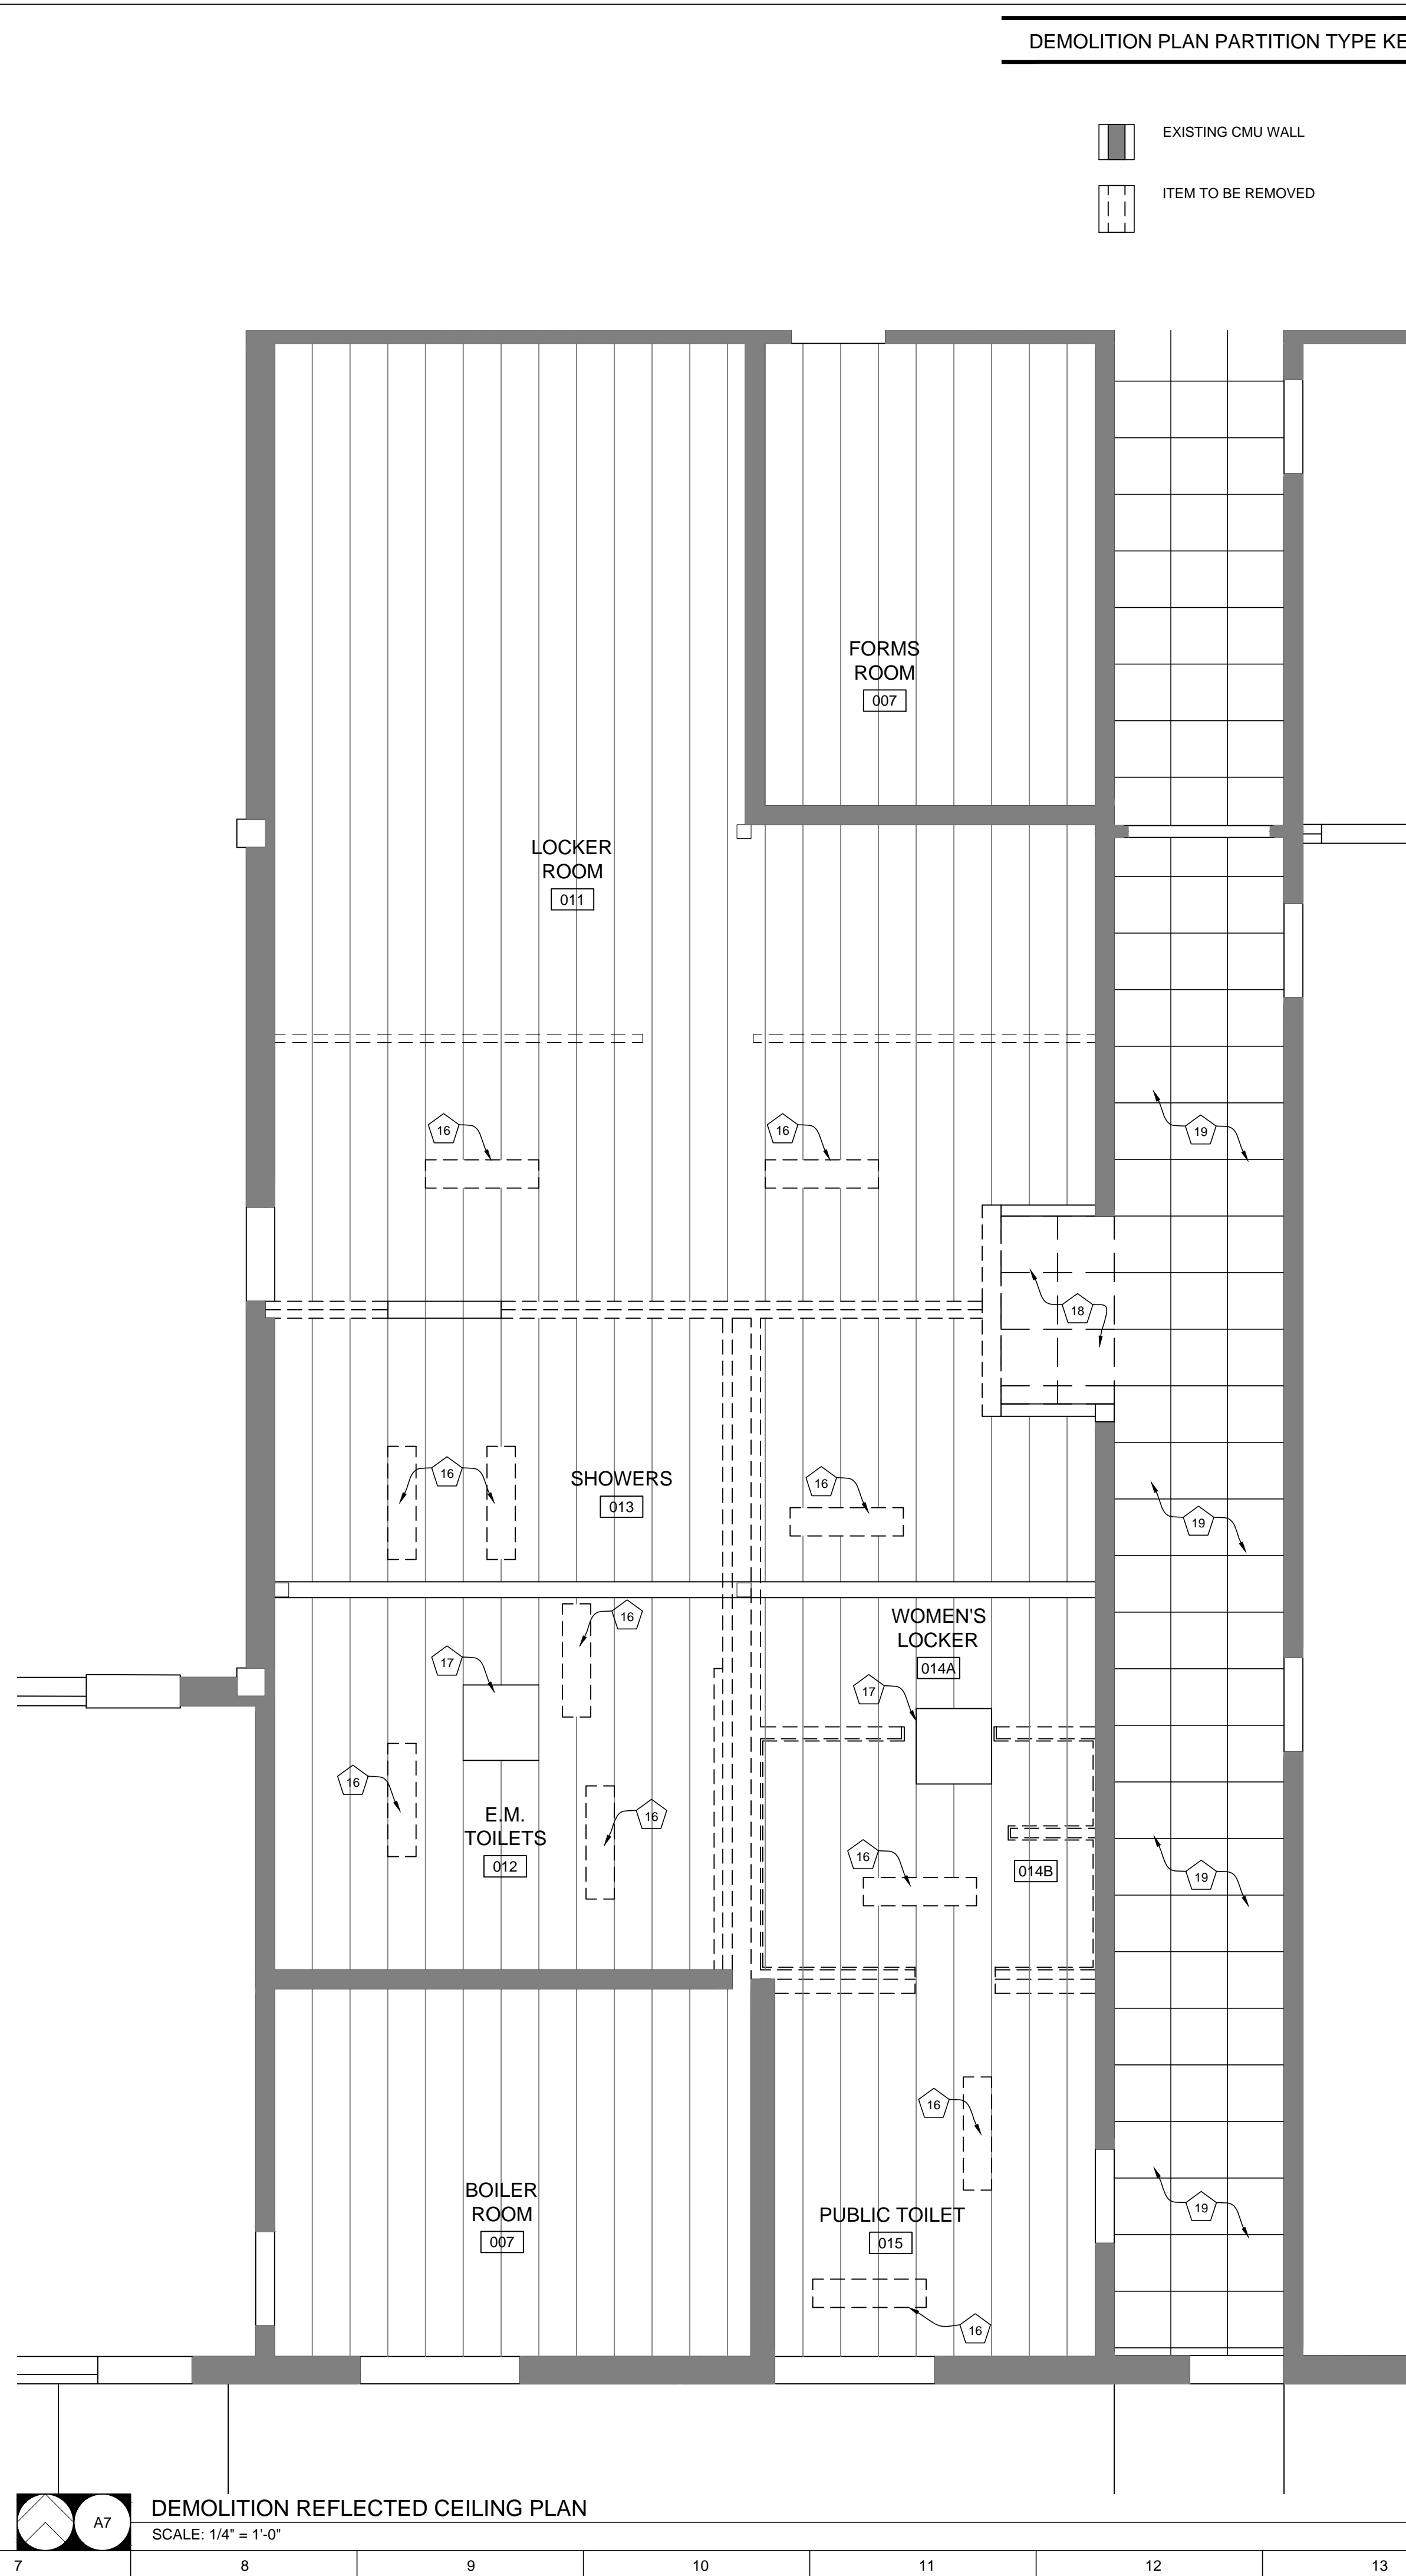 DEMOLITION PLAN PARTITION TYPE KE
EXISTING CMU WALL
ITEM TO BE REMOVED
FORMS
ROOM
007
LOCKER
ROOM
011
16
16
19
18
16
SHOWERS
013
16
19
16
WOMEN'S
LOCKER
014A
17
17
16
E.M.
TOILETS
012
16
16
014B
19
16
BOILER
ROOM
007
PUBLIC TOILET
015
19
16
A7
DEMOLITION REFLECTED CEILING PLAN
SCALE: 1/4" = 1'-0"
7 8 9 10 11 12 13